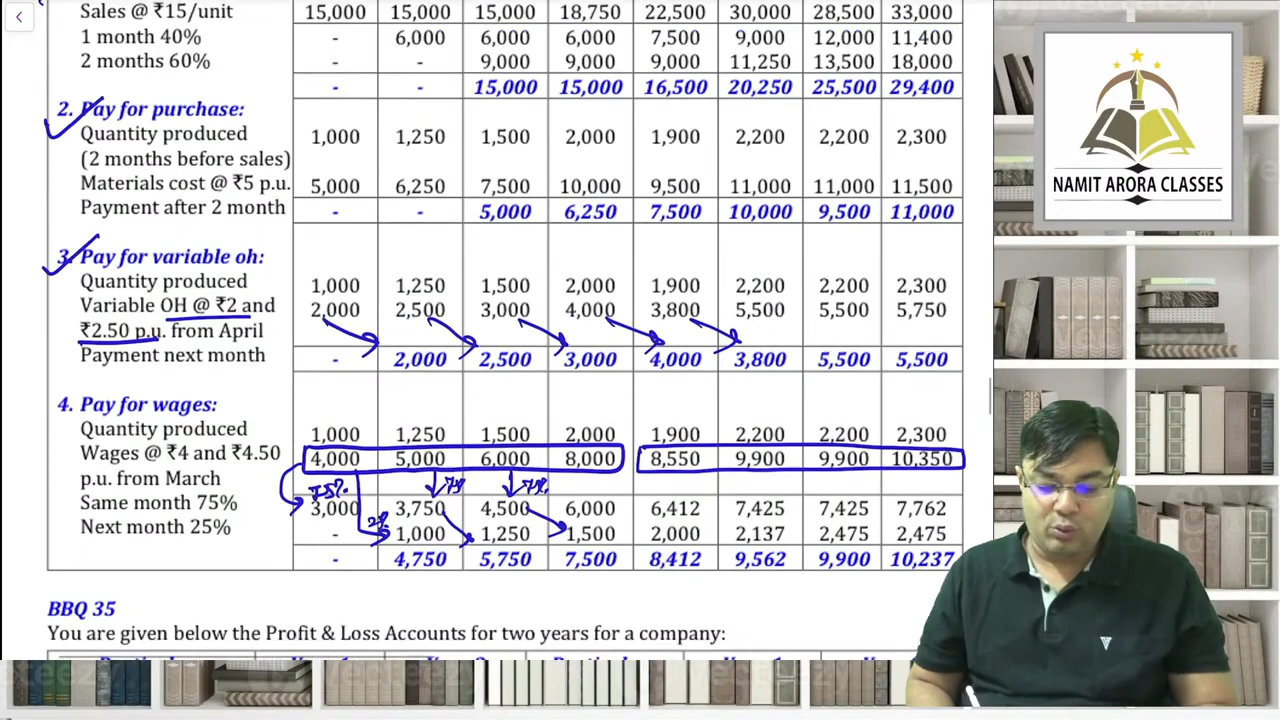 Sales @ ₹15/unit 15,000 15,000 15,000 18,750 22,500 30,000 28,500 33,000
1 month 40% - 6,000 6,000 6,000 7,500 9,000 12,000 11,400
2 months 60% - - 9,000 9,000 9,000 11,250 13,500 18,000
- - 15,000 15,000 16,500 20,250 25,500 29,400
2. Pay for purchase:
Quantity produced 1,000 1,250 1,500 2,000 1,900 2,200 2,200 2,300
(2 months before sales)
Materials cost @ ₹5 p.u. 5,000 6,250 7,500 10,000 9,500 11,000 11,000 11,500
Payment after 2 month - - 5,000 6,250 7,500 10,000 9,500 11,000
3. Pay for variable oh:
Quantity produced 1,000 1,250 1,500 2,000 1,900 2,200 2,200 2,300
Variable OH @ ₹2 and 2,000 2,500 3,000 4,000 3,800 5,500 5,500 5,750
₹2.50 p.u. from April
Payment next month - 2,000 2,500 3,000 4,000 3,800 5,500 5,500
4. Pay for wages:
Quantity produced 1,000 1,250 1,500 2,000 1,900 2,200 2,200 2,300
Wages @ ₹4 and ₹4.50 4,000 5,000 6,000 8,000 8,550 9,900 9,900 10,350
p.u. from March
75%
Same month 75% 3,000 3,750 4,500 6,000 6,412 7,425 7,425 7,762
Next month 25% - 1,000 1,250 1,500 2,000 2,137 2,475 2,475
- 4,750 5,750 7,500 8,412 9,562 9,900 10,237
BBQ 35
You are given below the Profit & Loss Accounts for two years for a company:
NAMIT ARORA CLASSES